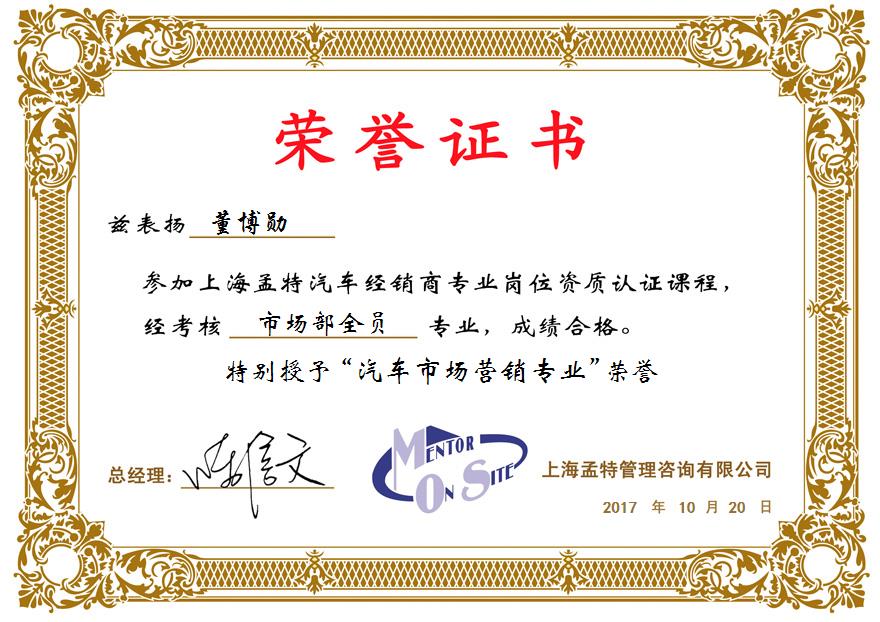 荣誉证书
兹表扬 董博勋
参加上海孟特汽车经销商专业岗位资质认证课程，
经考核 市场部全员 专业，成绩合格。
特别授予“汽车市场营销专业”荣誉
总经理：
MENTOR
ON SITE
上海孟特管理咨询有限公司
2017 年 10 月 20 日